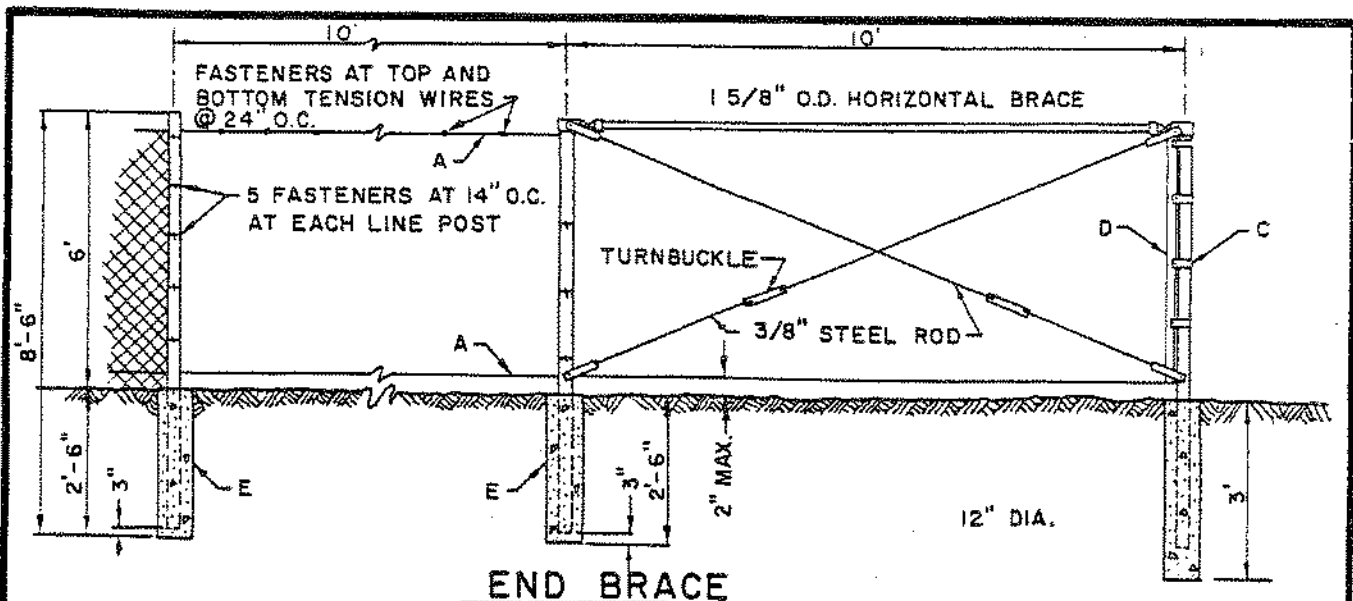 10'
10'
FASTENERS AT TOP AND
BOTTOM TENSION WIRES
@ 24" O.C.
1 5/8" O.D. HORIZONTAL BRACE
A
5 FASTENERS AT 14" O.C.
AT EACH LINE POST
D
C
TURNBUCKLE
6'
8'-6"
3/8" STEEL ROD
A
2'-6"
3"
E
E
3"
2'-6"
2" MAX.
12" DIA.
3'
END BRACE